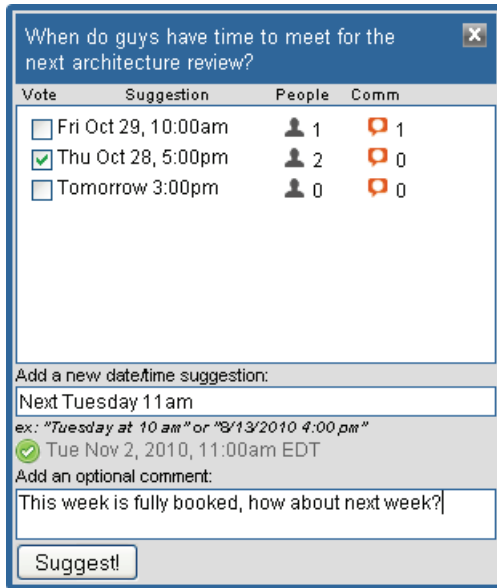 When do guys have time to meet for the
next architecture review?
Vote Suggestion People Comm
Fri Oct 29, 10:00am 1 1
Thu Oct 28, 5:00pm 2 0
Tomorrow 3:00pm 0 0
Add a new date/time suggestion:
Next Tuesday 11am
ex: "Tuesday at 10 am" or "8/13/2010 4:00 pm"
Tue Nov 2, 2010, 11:00am EDT
Add an optional comment:
This week is fully booked, how about next week?
Suggest!